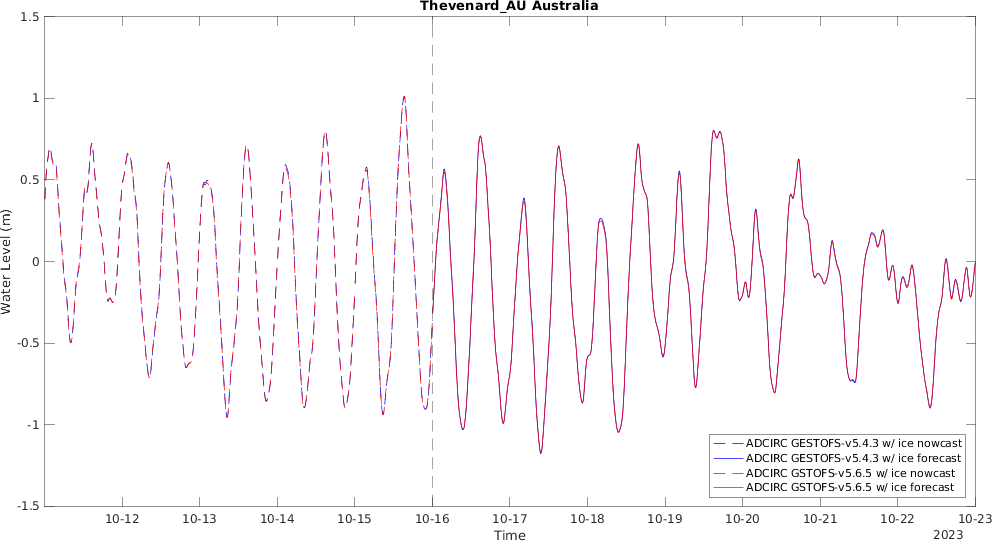 Thevenard_AU Australia
1.5
1
0.5
0
-0.5
-1
-1.5
Water Level (m)
10-12
10-13
10-14
10-15
10-16
10-17
10-18
10-19
10-20
10-21
10-22
10-23
Time
2023
ADCIRC GESTOFS-v5.4.3 w/ ice nowcast
ADCIRC GESTOFS-v5.4.3 w/ ice forecast
ADCIRC GSTOFS-v5.6.5 w/ ice nowcast
ADCIRC GSTOFS-v5.6.5 w/ ice forecast